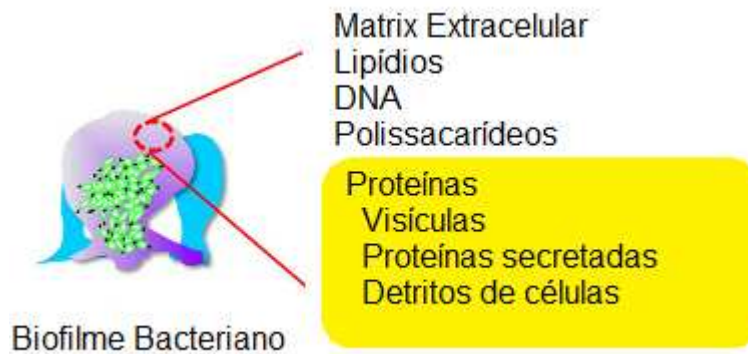 Matrix Extracelular
Lipídios
DNA
Polissacarídeos
Proteínas
Visículas
Proteínas secretadas
Detritos de células
Biofilme Bacteriano